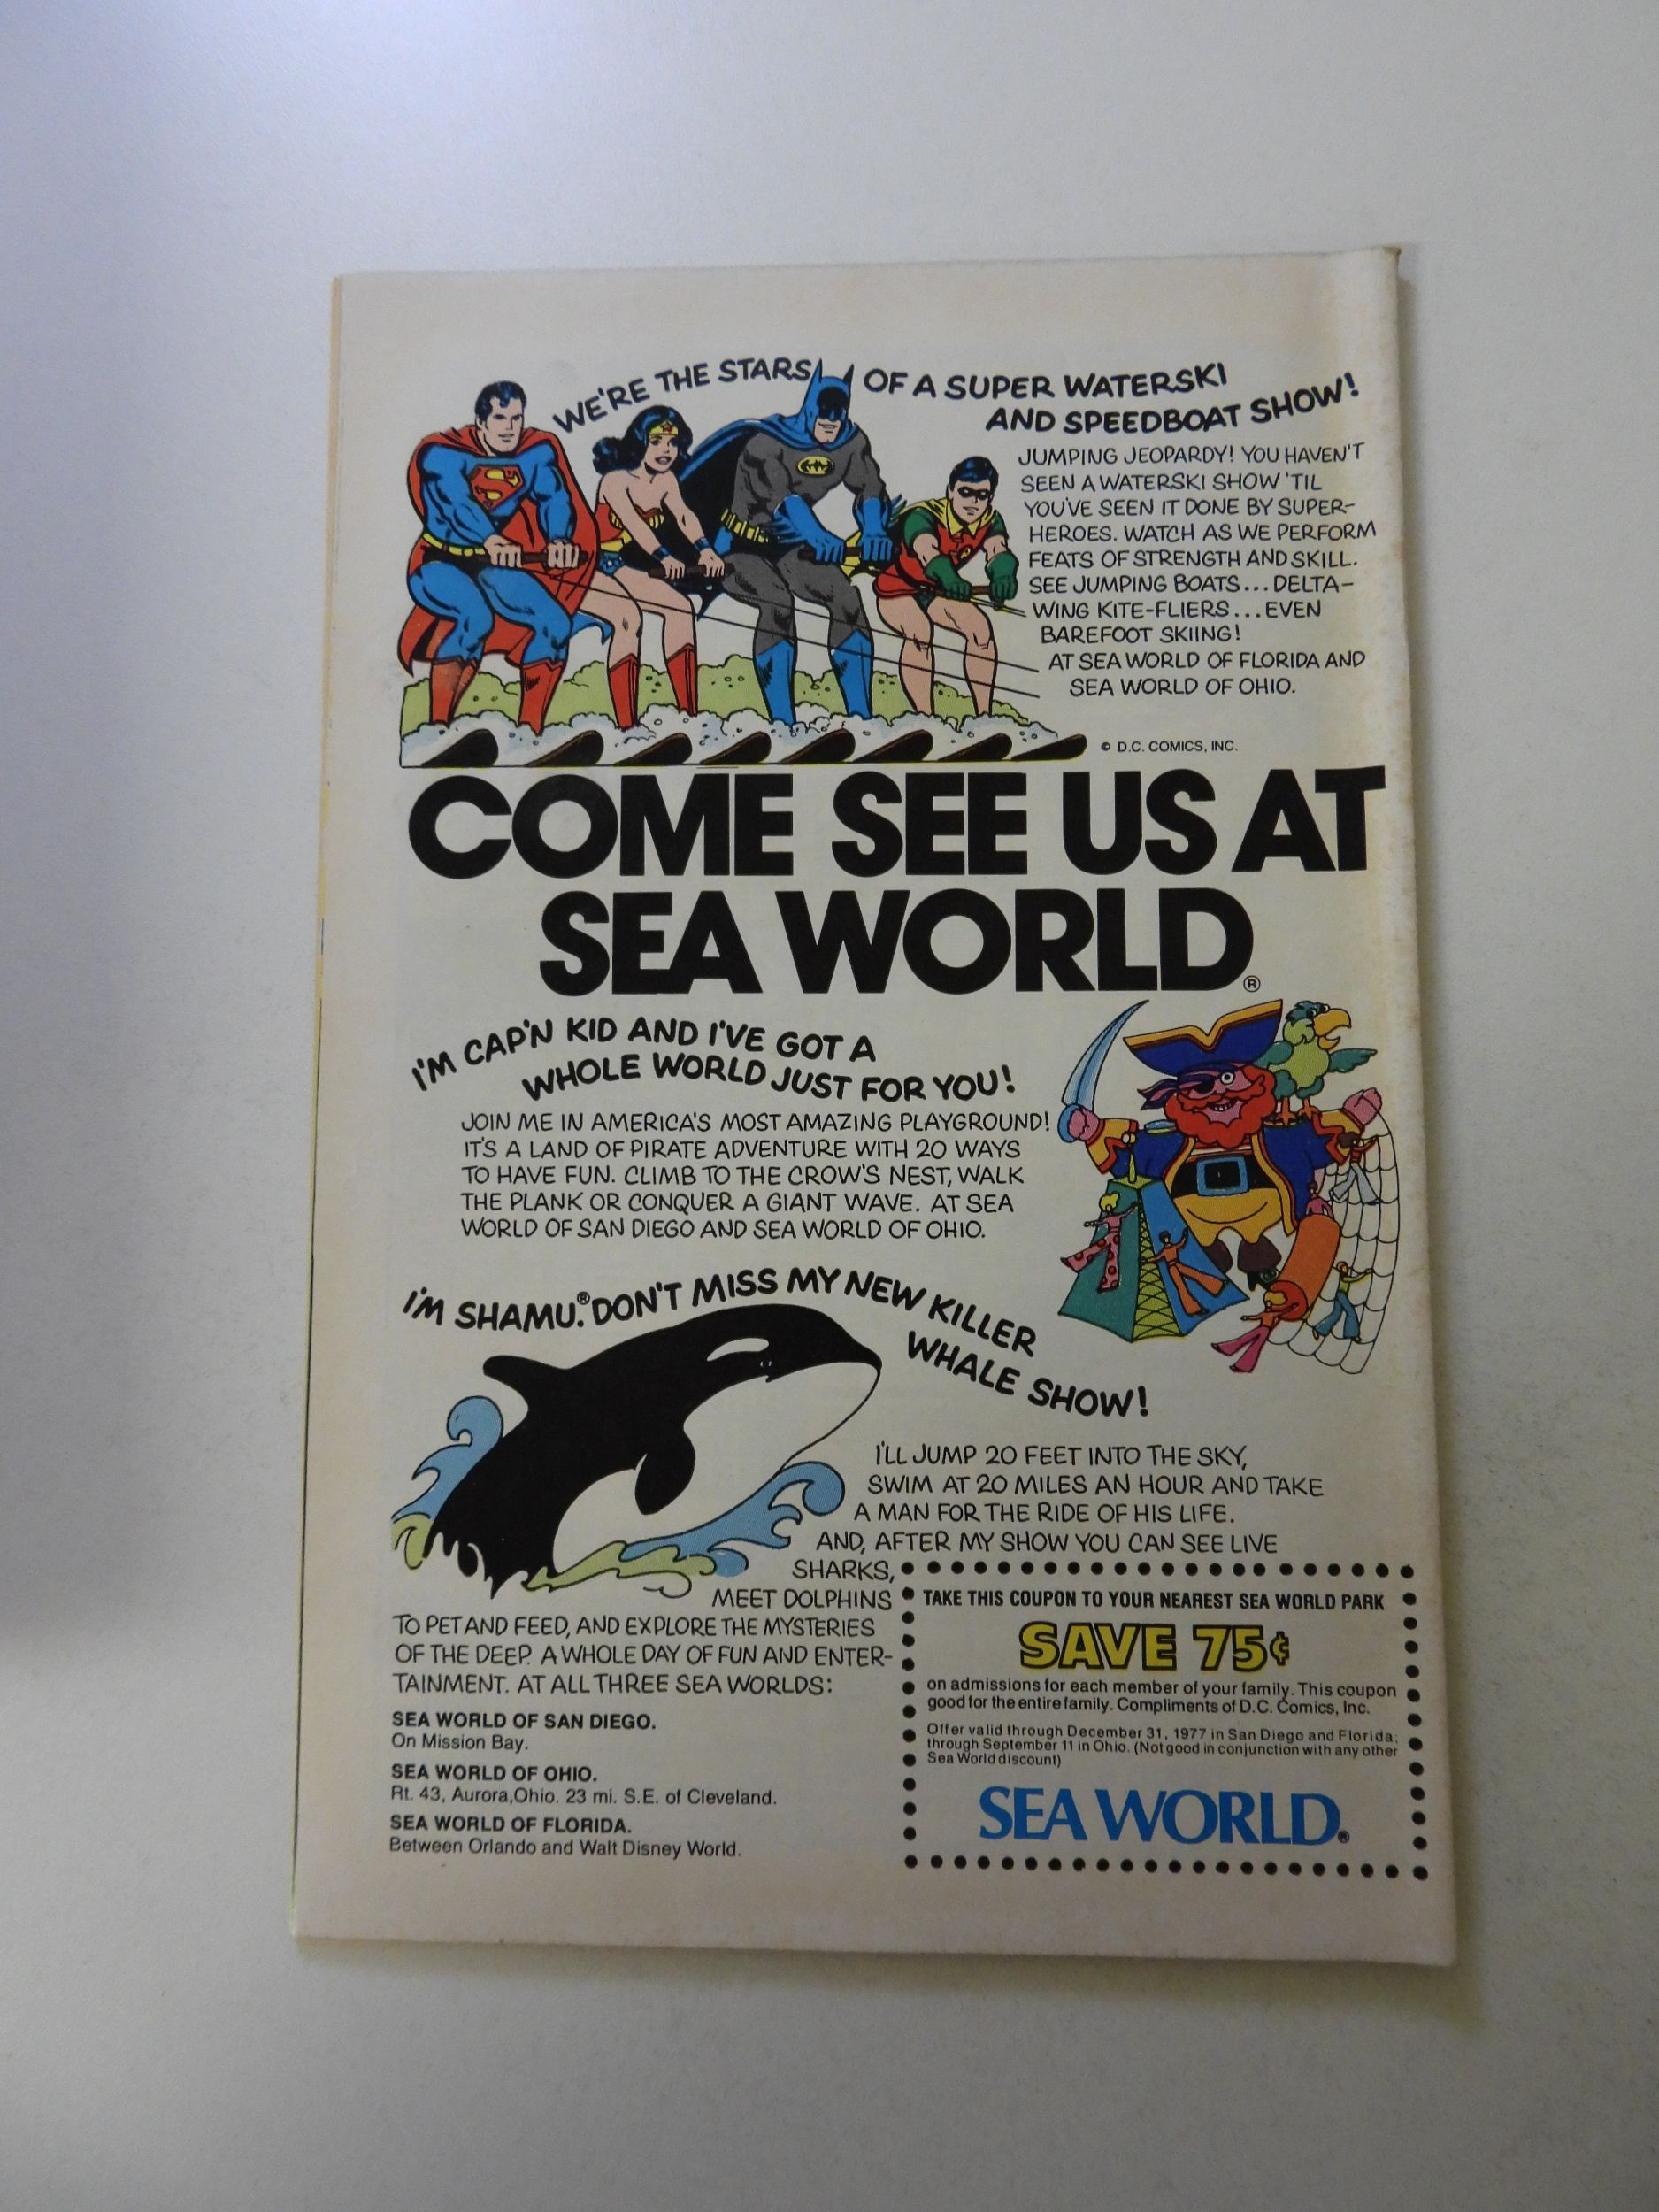 WE'RE THE STARS OF A SUPER WATERSKI
AND SPEEDBOAT SHOW!
JUMPING JEOPARDY! YOU HAVEN'T
SEEN A WATERSKI SHOW 'TIL
YOU'VE SEEN IT DONE BY SUPER-
HEROES. WATCH AS WE PERFORM
FEATS OF STRENGTH AND SKILL.
SEE JUMPING BOATS...DELTA-
WING KITE-FLIERS...EVEN
BAREFOOT SKIING!
AT SEA WORLD OF FLORIDA AND
SEA WORLD OF OHIO.
© D.C. COMICS, INC.
COME SEE US AT
SEA WORLD®
I'M CAP'N KID AND I'VE GOT A
WHOLE WORLD JUST FOR YOU!
JOIN ME IN AMERICA'S MOST AMAZING PLAYGROUND!
IT'S A LAND OF PIRATE ADVENTURE WITH 20 WAYS
TO HAVE FUN. CLIMB TO THE CROW'S NEST, WALK
THE PLANK OR CONQUER A GIANT WAVE. AT SEA
WORLD OF SAN DIEGO AND SEA WORLD OF OHIO.
I'M SHAMU.® DON'T MISS MY NEW KILLER
WHALE SHOW!
I'LL JUMP 20 FEET INTO THE SKY,
SWIM AT 20 MILES AN HOUR AND TAKE
A MAN FOR THE RIDE OF HIS LIFE.
AND, AFTER MY SHOW YOU CAN SEE LIVE
SHARKS,
MEET DOLPHINS
TO PET AND FEED, AND EXPLORE THE MYSTERIES
OF THE DEEP. A WHOLE DAY OF FUN AND ENTER-
TAINMENT. AT ALL THREE SEA WORLDS:
SEA WORLD OF SAN DIEGO.
On Mission Bay.
SEA WORLD OF OHIO.
Rt. 43, Aurora,Ohio. 23 mi. S.E. of Cleveland.
SEA WORLD OF FLORIDA.
Between Orlando and Walt Disney World.
TAKE THIS COUPON TO YOUR NEAREST SEA WORLD PARK
SAVE 75¢
on admissions for each member of your family. This coupon
good for the entire family. Compliments of D.C. Comics, Inc.
Offer valid through December 31, 1977 in San Diego and Florida;
through September 11 in Ohio. (Not good in conjunction with any other
Sea World discount)
SEA WORLD®